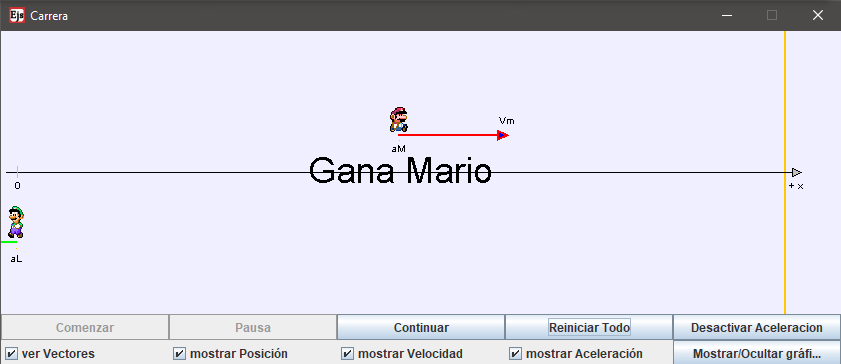 Ejs Carrera
Vm
aM
Gana Mario
0
+ x
aL
Comenzar Pausa Continuar Reiniciar Todo Desactivar Aceleracion
ver Vectores mostrar Posición mostrar Velocidad mostrar Aceleración Mostrar/Ocultar gráfi...